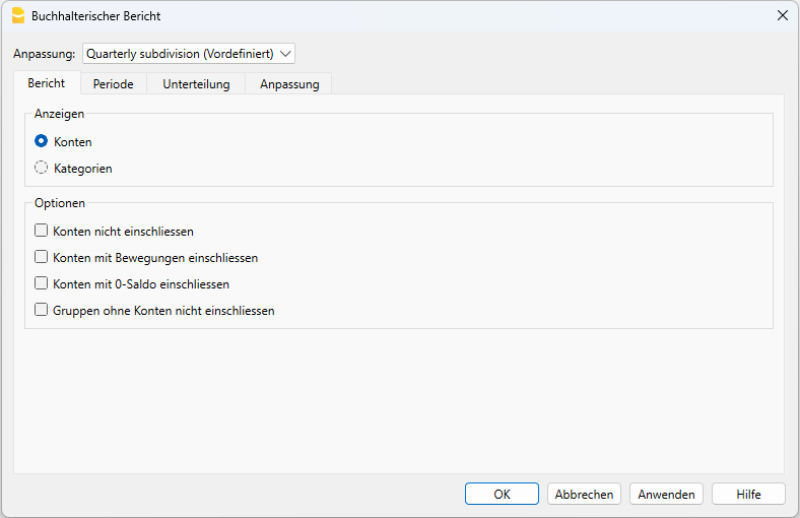 Buchhalterischer Bericht
Anpassung: Quarterly subdivision (Vordefiniert)
Bericht Periode Unterteilung Anpassung
Anzeigen
Konten
Kategorien
Optionen
Konten nicht einschliessen
Konten mit Bewegungen einschliessen
Konten mit 0-Saldo einschliessen
Gruppen ohne Konten nicht einschliessen
OK Abbrechen Anwenden Hilfe